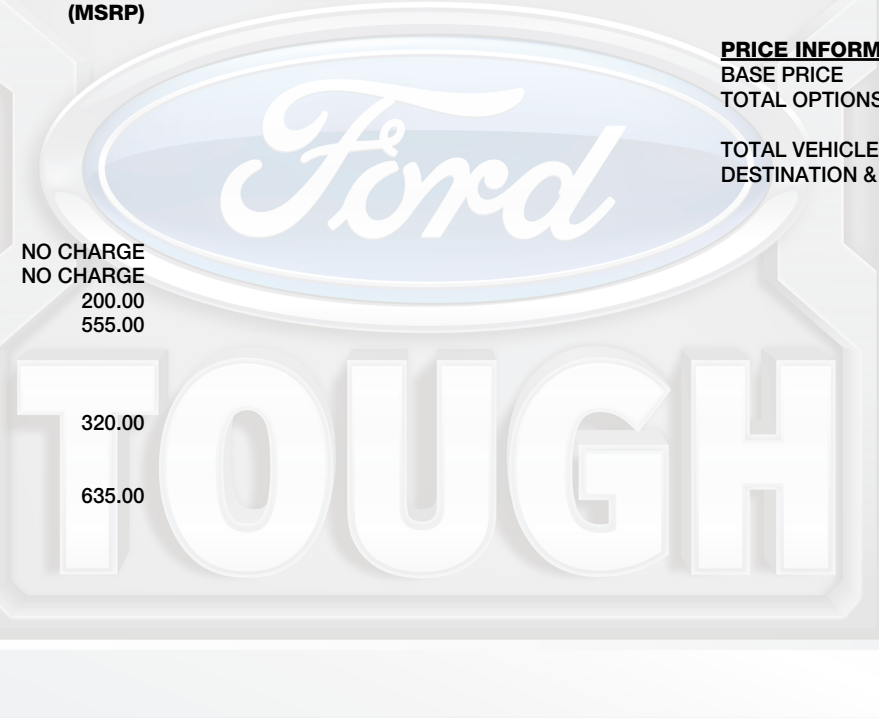 (MSRP)
PRICE INFORM
BASE PRICE
TOTAL OPTIONS
TOTAL VEHICLE
DESTINATION &
Ford
NO CHARGE
NO CHARGE
200.00
555.00
320.00
635.00
TOUGH